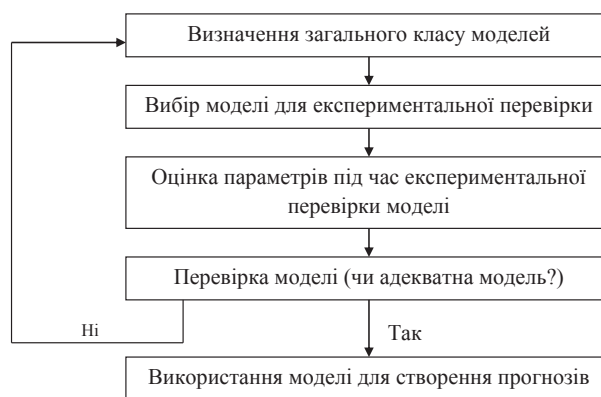 Визначення загального класу моделей
Вибір моделі для експериментальної перевірки
Оцінка параметрів під час експериментальної
перевірки моделі
Перевірка моделі (чи адекватна модель?)
Ні
Так
Використання моделі для створення прогнозів